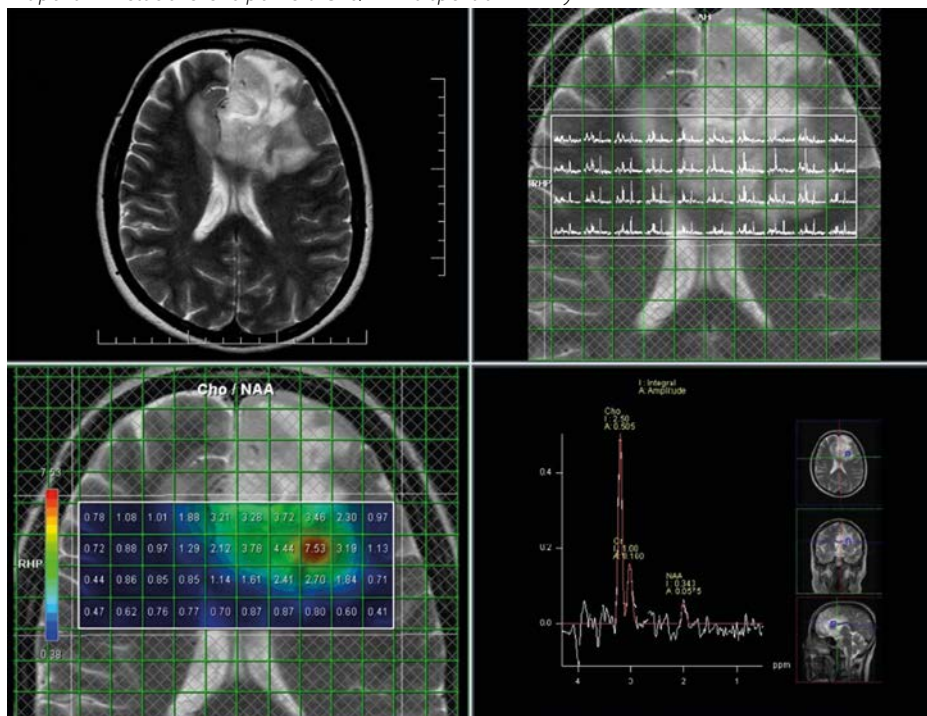 AH
RHP
Cho / NAA
7.53
0.78 1.08 1.01 1.88 3.21 3.28 3.72 3.46 2.30 0.97
0.72 0.88 0.97 1.29 2.12 3.78 4.44 7.53 3.19 1.13
RHP
0.44 0.86 0.85 0.85 1.14 1.61 2.41 2.70 1.84 0.71
0.47 0.62 0.76 0.77 0.70 0.87 0.87 0.80 0.60 0.41
0.38
I : Integral
A: Amplitude
Cho
I : 2.50
A: 0.505
0.4
0.2
I: 1.00
A: 0.160
NAA
I : 0.343
A: 0.0575
0.0
4 3 2 1 ppm